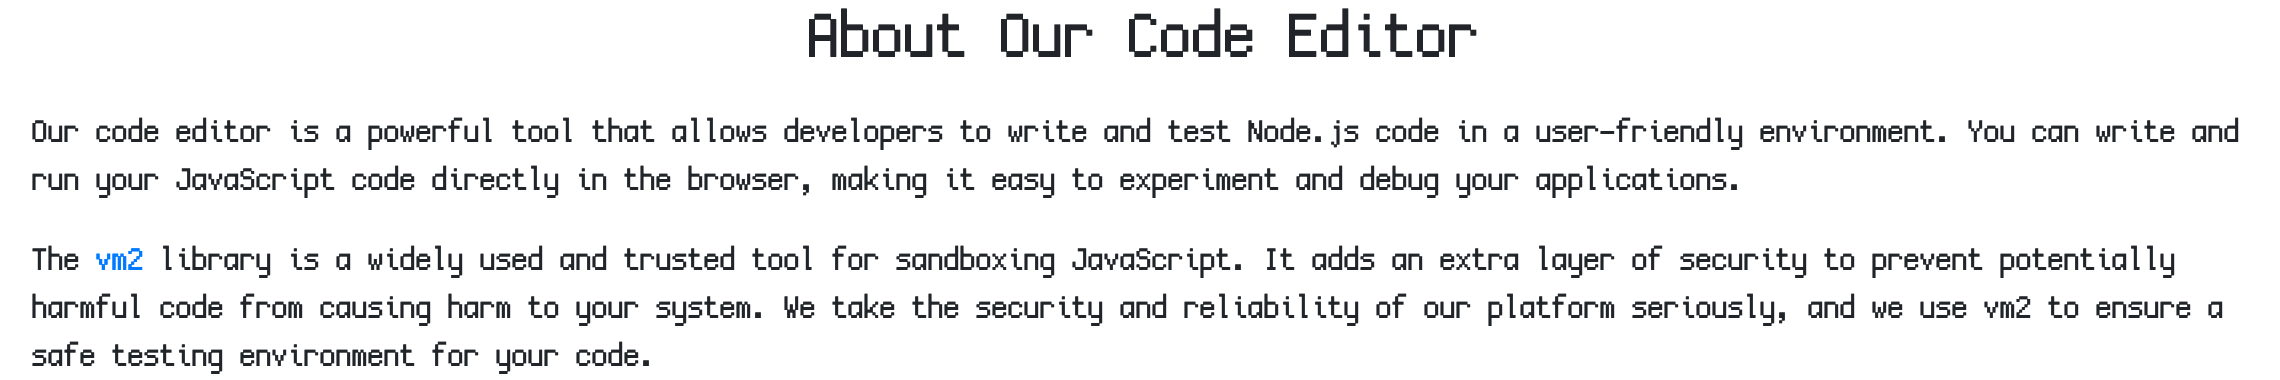 About Our Code Editor
Our code editor is a powerful tool that allows developers to write and test Node.js code in a user-friendly environment. You can write and
run your JavaScript code directly in the browser, making it easy to experiment and debug your applications.
The vm2 library is a widely used and trusted tool for sandboxing JavaScript. It adds an extra layer of security to prevent potentially
harmful code from causing harm to your system. We take the security and reliability of our platform seriously, and we use vm2 to ensure a
safe testing environment for your code.